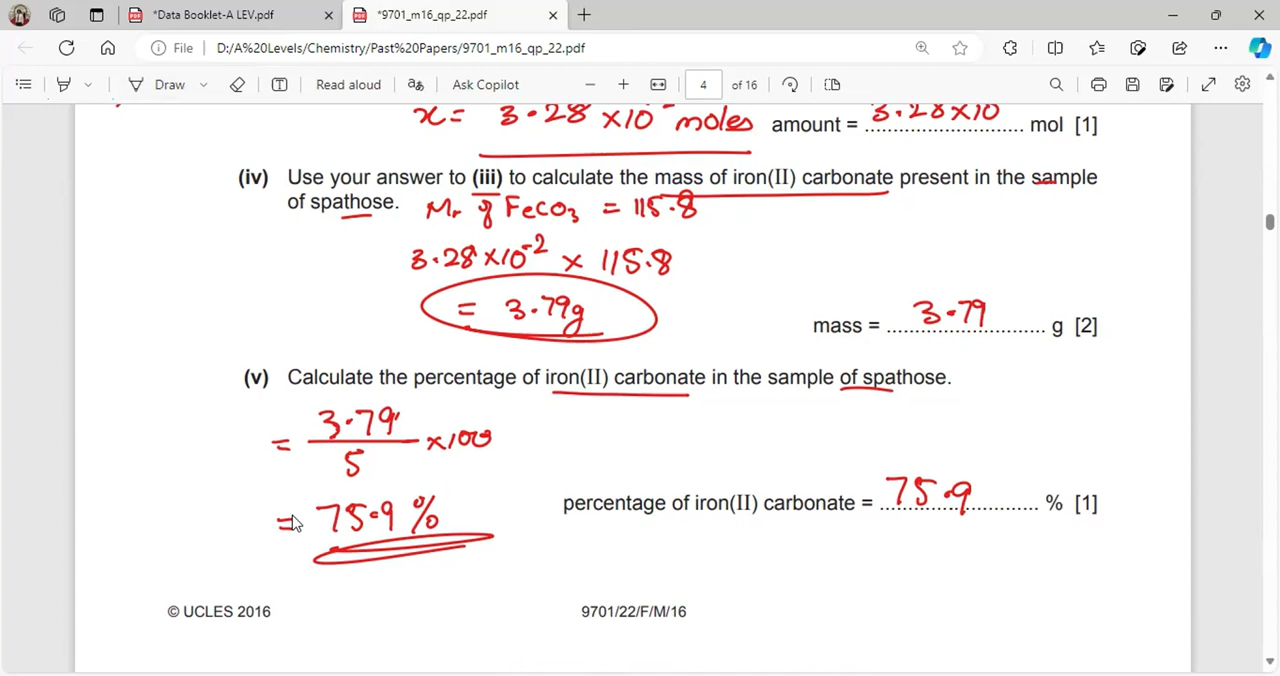 *Data Booklet-A LEV.pdf
*9701_m16_qp_22.pdf
File D:/A%20Levels/Chemistry/Past%20Papers/9701_m16_qp_22.pdf
Draw Read aloud aあ Ask Copilot 4 of 16
x = 3.28 ×10 moles amount = 3.28×10 mol [1]
(iv) Use your answer to (iii) to calculate the mass of iron(II) carbonate present in the sample
of spathose. Mr of FeCO3 = 115.8
3.28×10^-2 × 115.8
= 3.79g
mass = 3.79 g [2]
(v) Calculate the percentage of iron(II) carbonate in the sample of spathose.
= 3.79/5 ×100
= 75.9 %
percentage of iron(II) carbonate = 75.9 % [1]
© UCLES 2016 9701/22/F/M/16